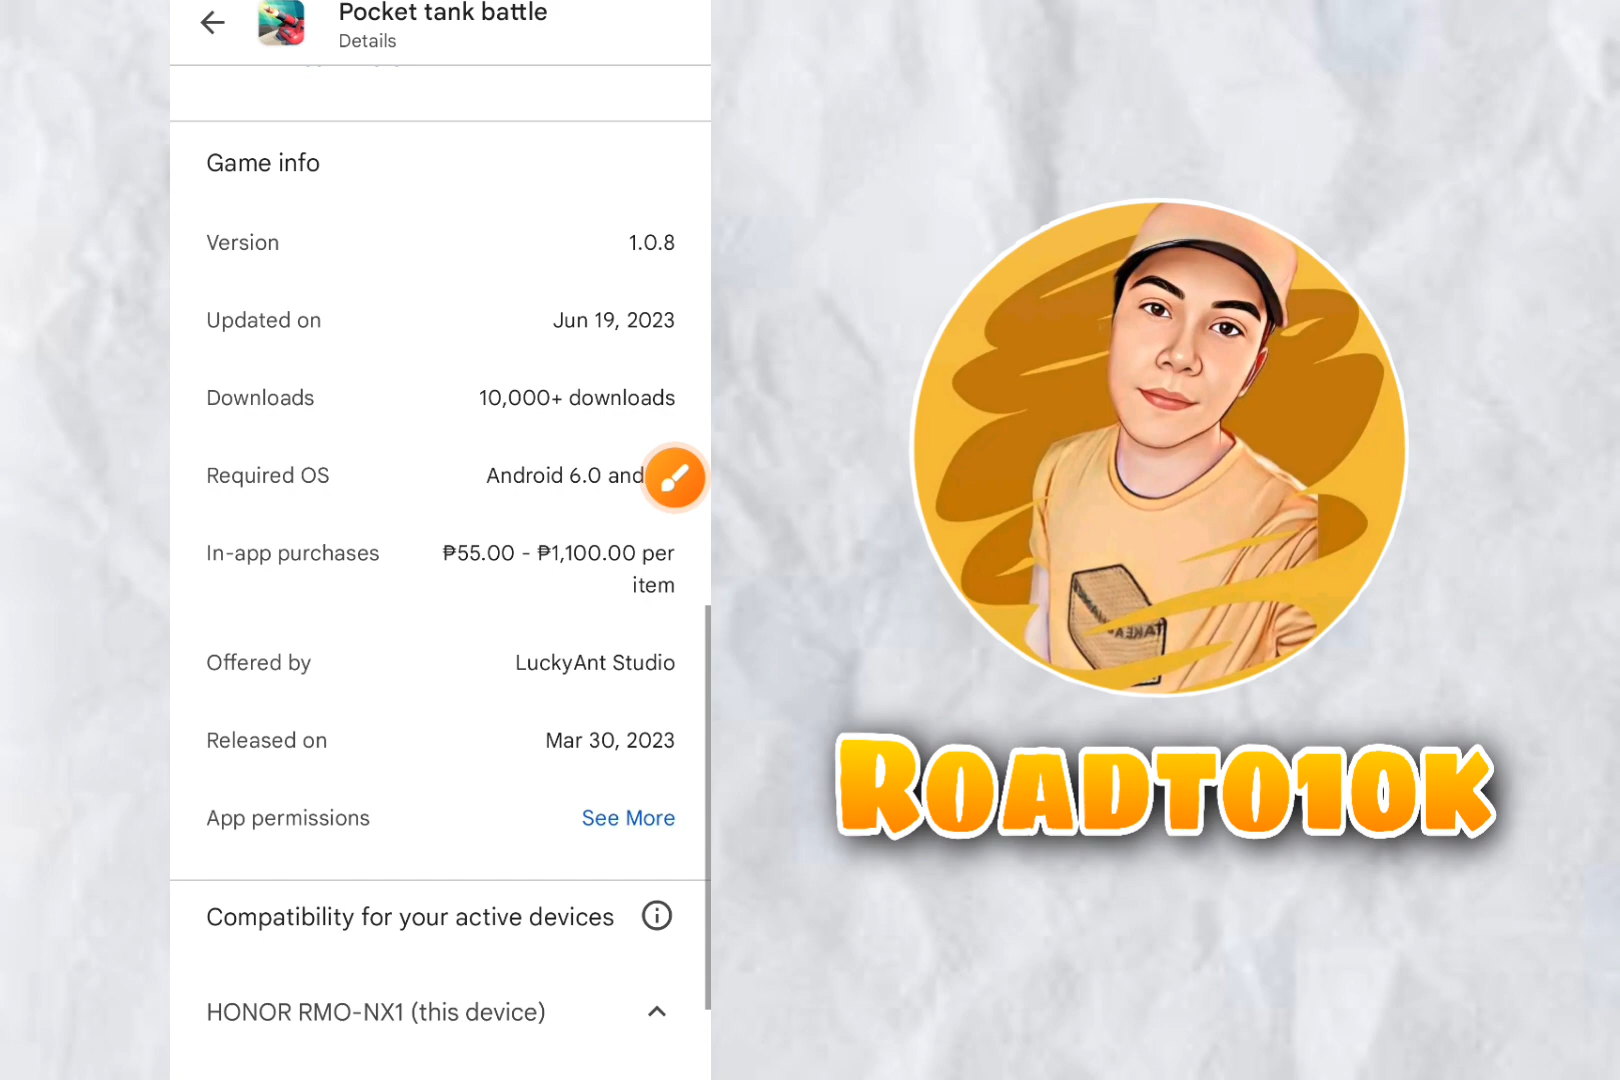 Pocket tank battle
Details
Game info
Version 1.0.8
Updated on Jun 19, 2023
Downloads 10,000+ downloads
Required OS Android 6.0 and
In-app purchases ₱55.00 - ₱1,100.00 per
item
Offered by LuckyAnt Studio
Released on Mar 30, 2023
App permissions See More
Compatibility for your active devices
HONOR RMO-NX1 (this device)
ROADTO10K